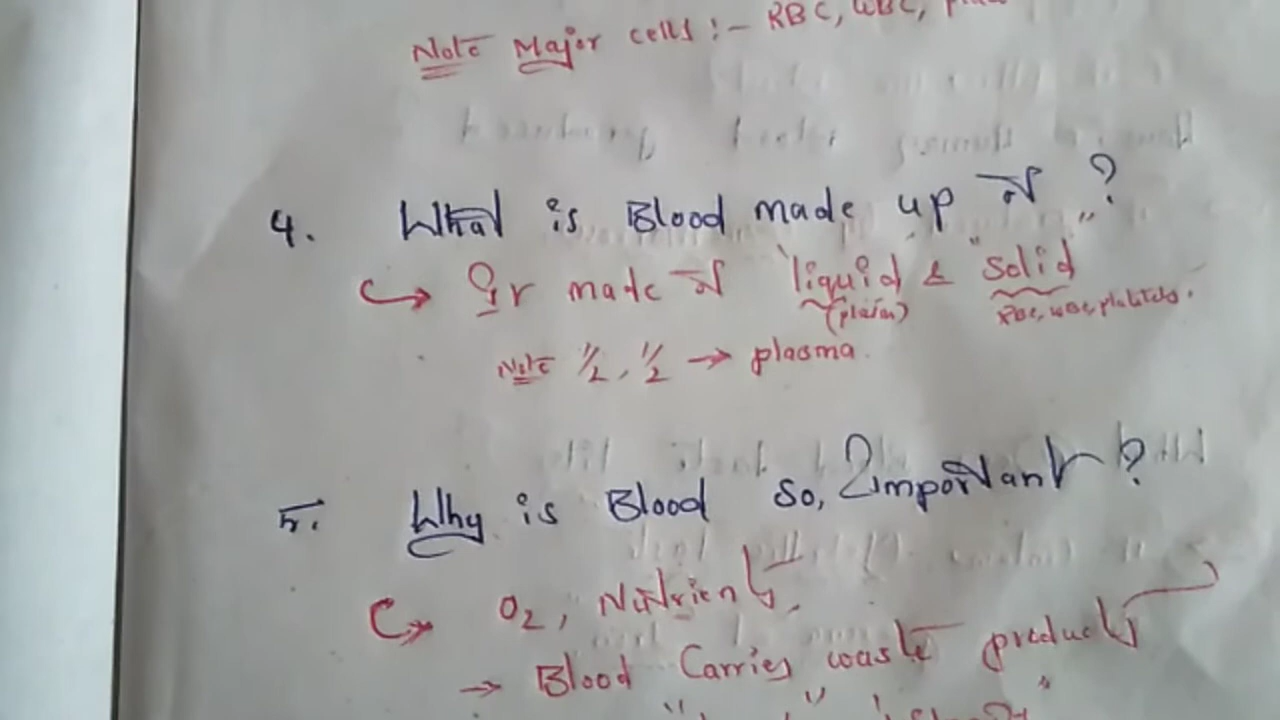 Note Major cells :- RBC, WBC,
4. What is Blood made up of ?
↪ It made of "liquid & "solid"
(plasm) RBC, WBC, platelets.
Note 1/2, 1/2 → plasma.
5. Why is Blood so, Important ?
↪ O2, Nutrients.
→ Blood Carries waste products